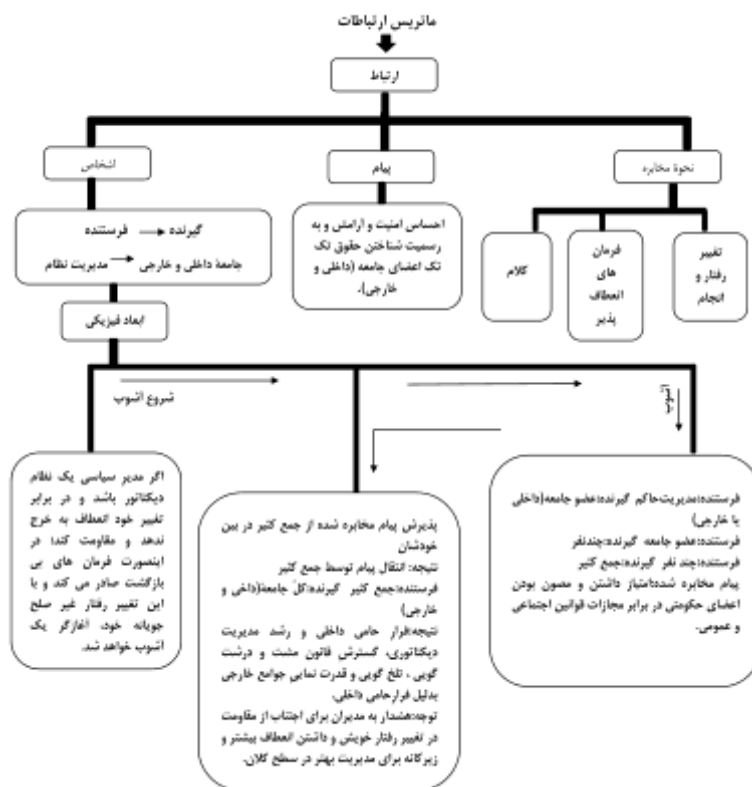 ماتریس ارتباطات
ارتباط
اشخاص
پیام
نحوة مخابره
فرستنده
گیرنده
مدیریت نظام
جامعة داخلی و خارجی
احساس امنیت و آرامش و به
رسمیت شناختن حقوق تک
تک اعضای جامعه (داخلی و
خارجی).
کلام
فرمان
های
انعطاف
پذیر
تغییر
رفتار و
انجام
ابعاد فیزیکی
شروع آشوب
آشوب
اگر مدیر سیاسی یک نظام
دیکتاتور باشد و در برابر
تغییر خود انعطاف به خرج
ندهد و مقاومت کند؛ در
اینصورت فرمان های بی
بازگشت صادر می کند و با
این تغییر رفتار غیر صلح
جویانه خود، آغازگر یک
آشوب خواهد شد.
پذیرش پیام مخابره شده از جمع کثیر در بین
خودشان
نتیجه: انتقال پیام توسط جمع کثیر
فرستنده:جمع کثیر گیرنده:کلّ جامعة(داخی و
خارجی)
نتیجه:فرار حامی داخلی و رشد مدیریت
دیکتاتوری، گسترش قانون مشت و درشت
گویی ، تلخ گویی و قدرت نمایی جوامع خارجی
بدلیل فرارحامی داخلی.
توجه:هشدار به مدیران برای اجتناب از مقاومت
در تغییر رفتار خویش و داشتن انعطاف بیشتر و
زیرکانه برای مدیریت بهتر در سطح کلان.
فرستنده:مدیریت‌حاکم گیرنده:عضو جامعه(داخلی
یا خارجی)
فرستنده:عضو جامعه گیرنده:چندنفر
فرستنده:چند نفر گیرنده:جمع کثیر
پیام مخابره شده:امتیاز داشتن و مصون بودن
اعضای حکومتی در برابر مجازات قوانین اجتماعی
و عمومی.